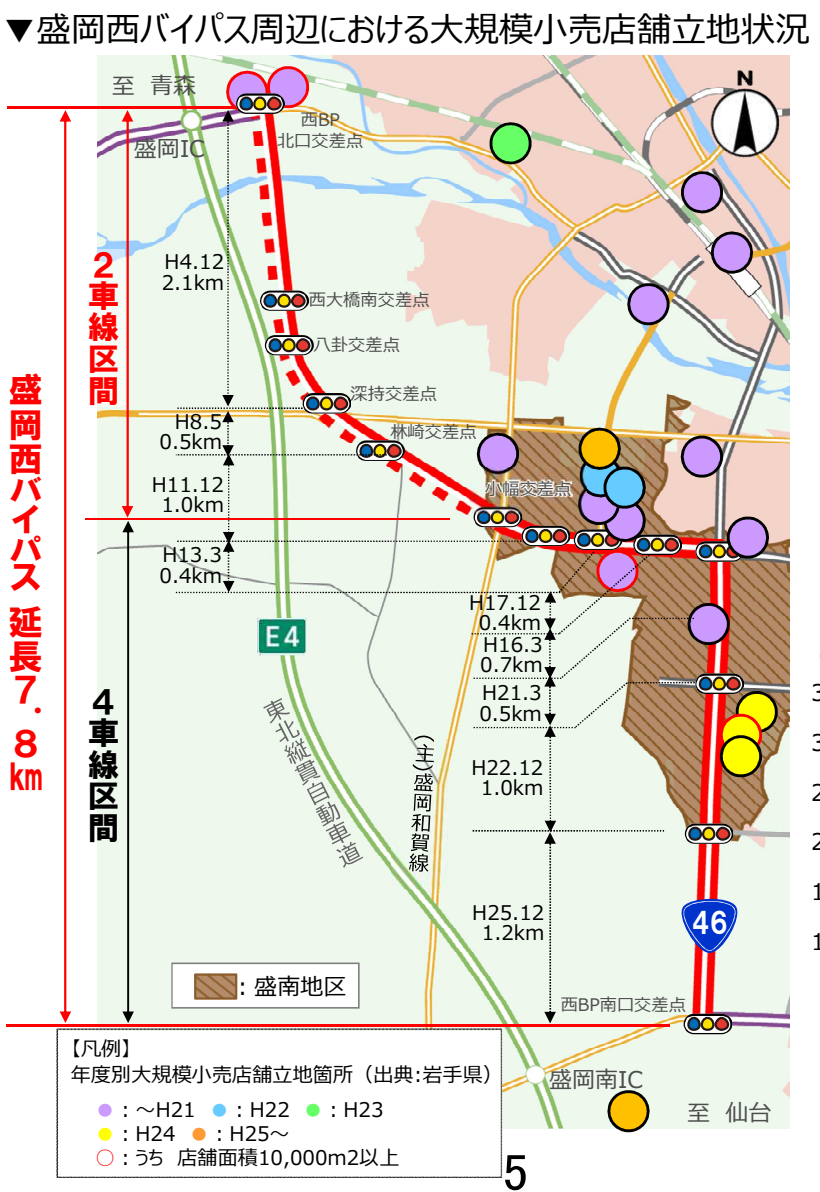 ▼盛岡西バイパス周辺における大規模小売店舗立地状況
至 青森
盛岡IC
西BP
北口交差点
N
H4.12
2.1km
西大橋南交差点
八卦交差点
深持交差点
H8.5
0.5km
林崎交差点
H11.12
1.0km
小幅交差点
H13.3
0.4km
2車線区間
盛岡西バイパス 延長7.8km
4車線区間
E4
東北縦貫自動車道
(主)盛岡和賀線
H17.12
0.4km
H16.3
0.7km
H21.3
0.5km
H22.12
1.0km
H25.12
1.2km
46
西BP南口交差点
:盛南地区
盛岡南IC
至 仙台
【凡例】
年度別大規模小売店舗立地箇所(出典:岩手県)
●:~H21 ●:H22 ●:H23
●:H24 ●:H25~
○:うち 店舗面積10,000m2以上
5
3
3
2
2
1
1